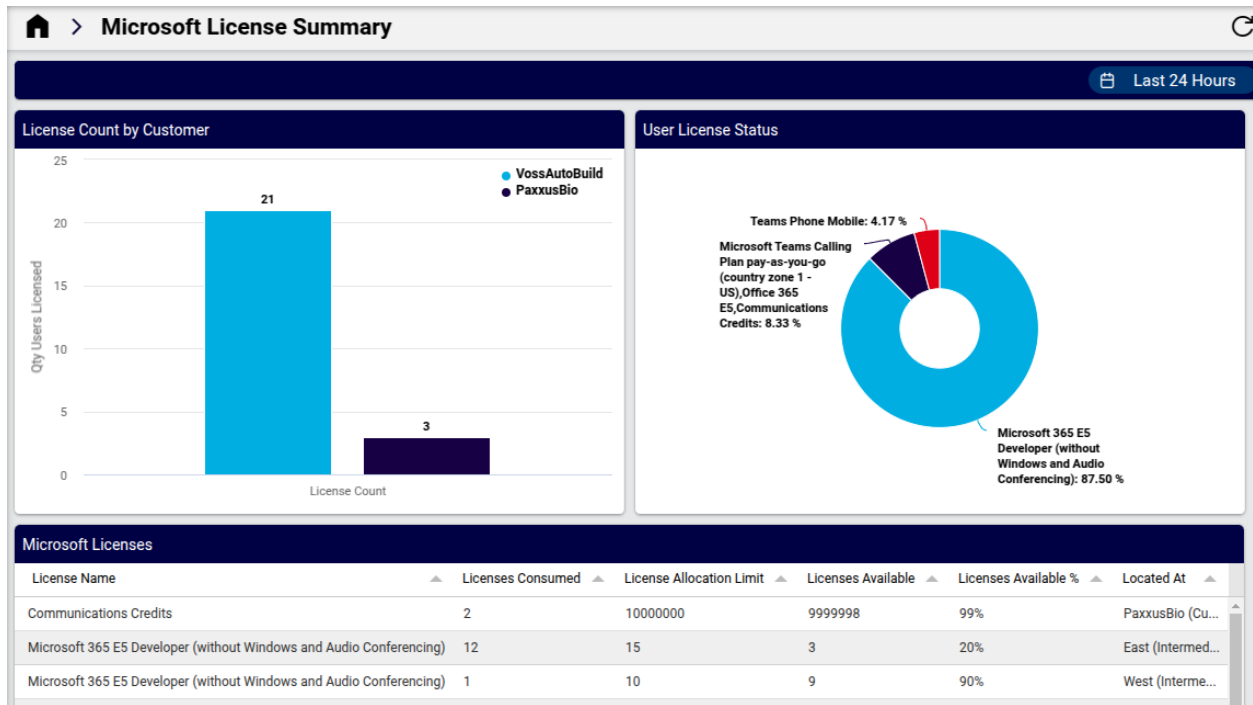 Microsoft License Summary
Last 24 Hours
License Count by Customer
25
20
15
10
5
0
Qty Users Licensed
21
3
VossAutoBuild
PaxxusBio
License Count
User License Status
Teams Phone Mobile: 4.17 %
Microsoft Teams Calling
Plan pay-as-you-go
(country zone 1 -
US),Office 365
E5,Communications
Credits: 8.33 %
Microsoft 365 E5
Developer (without
Windows and Audio
Conferencing): 87.50 %
Microsoft Licenses
License Name Licenses Consumed License Allocation Limit Licenses Available Licenses Available % Located At
Communications Credits 2 10000000 9999998 99% PaxxusBio (Cu...
Microsoft 365 E5 Developer (without Windows and Audio Conferencing) 12 15 3 20% East (Intermed...
Microsoft 365 E5 Developer (without Windows and Audio Conferencing) 1 10 9 90% West (Interme...